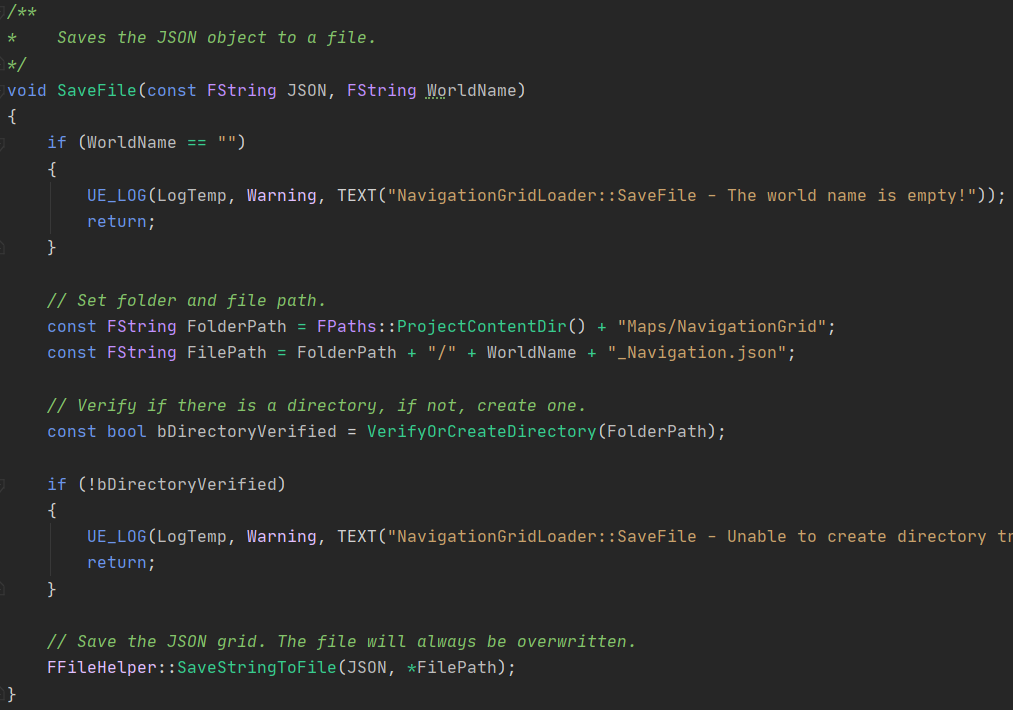 /**
*    Saves the JSON object to a file.
*/
void SaveFile(const FString JSON, FString WorldName)
{
    if (WorldName == "")
    {
        UE_LOG(LogTemp, Warning, TEXT("NavigationGridLoader::SaveFile - The world name is empty!"));
        return;
    }

    // Set folder and file path.
    const FString FolderPath = FPaths::ProjectContentDir() + "Maps/NavigationGrid";
    const FString FilePath = FolderPath + "/" + WorldName + "_Navigation.json";

    // Verify if there is a directory, if not, create one.
    const bool bDirectoryVerified = VerifyOrCreateDirectory(FolderPath);

    if (!bDirectoryVerified)
    {
        UE_LOG(LogTemp, Warning, TEXT("NavigationGridLoader::SaveFile - Unable to create directory
        return;
    }

    // Save the JSON grid. The file will always be overwritten.
    FFileHelper::SaveStringToFile(JSON, *FilePath);
}